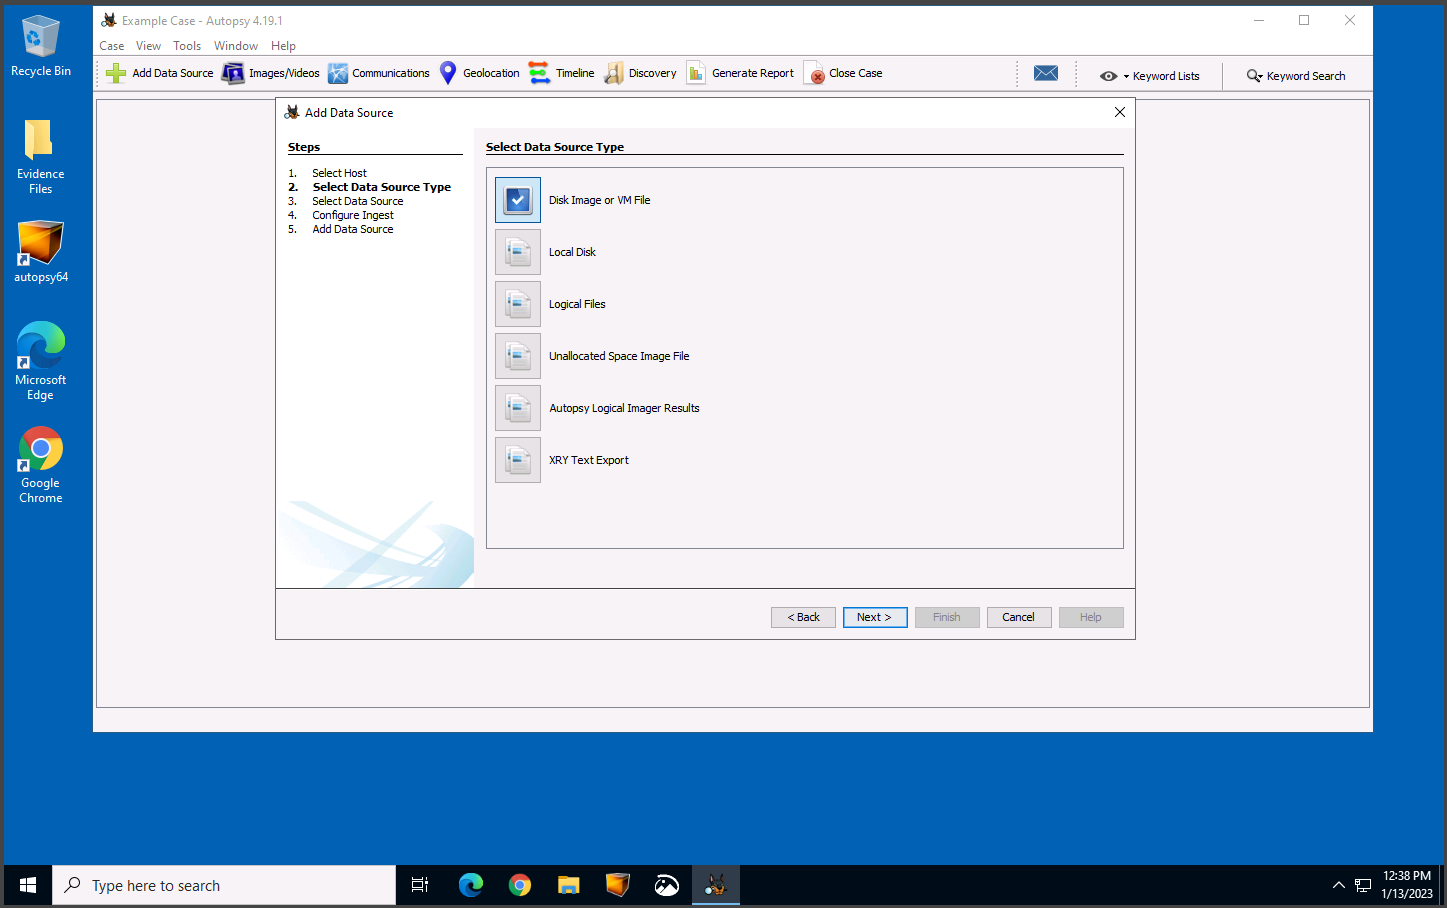 Recycle Bin
Evidence
Files
autopsy64
Microsoft
Edge
Google
Chrome
Example Case - Autopsy 4.19.1
Case View Tools Window Help
Add Data Source Images/Videos Communications Geolocation Timeline Discovery Generate Report Close Case Keyword Lists Keyword Search
Add Data Source
Steps
1. Select Host
2. Select Data Source Type
3. Select Data Source
4. Configure Ingest
5. Add Data Source
Select Data Source Type
Disk Image or VM File
Local Disk
Logical Files
Unallocated Space Image File
Autopsy Logical Imager Results
XRY Text Export
< Back Next > Finish Cancel Help
Type here to search
12:38 PM
1/13/2023